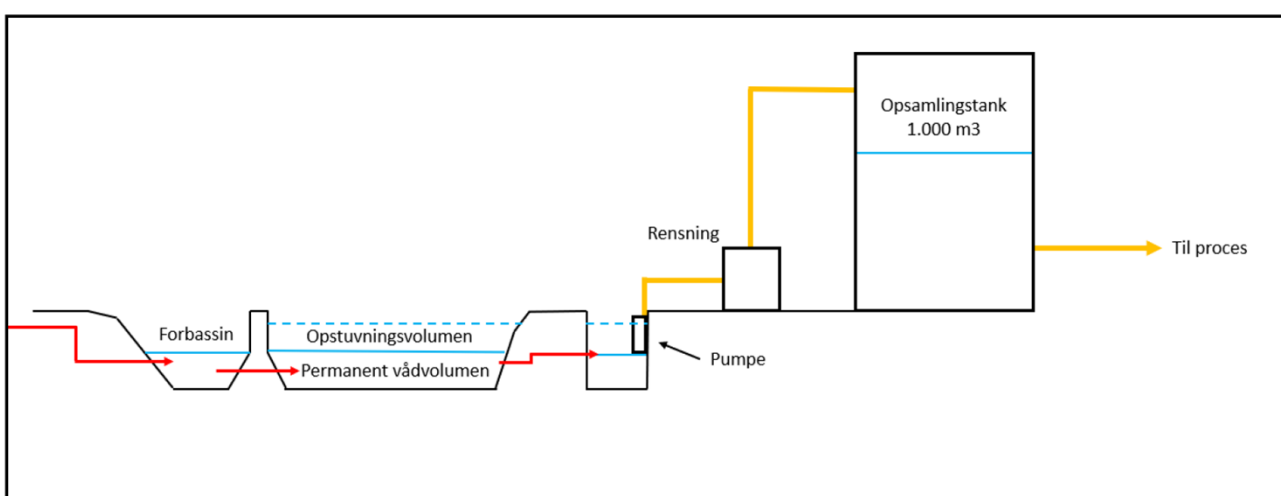 Opsamlingstank
1.000 m3
Rensning
Til proces
Forbassin
Opstuvningsvolumen
Permanent vådvolumen
Pumpe